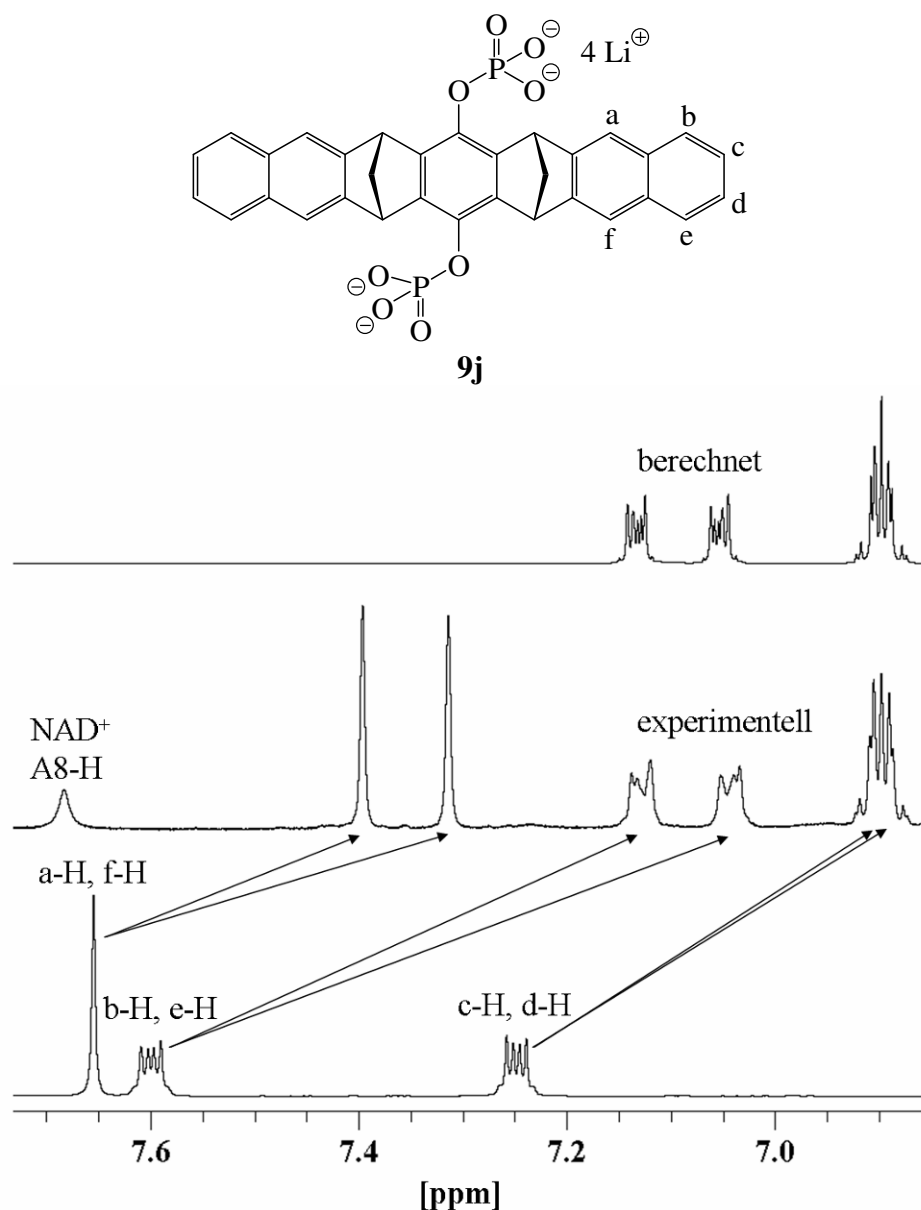 O
O ⊖
P
4 Li ⊕
O ⊖
O
a
b
c
d
e
f
O
⊖ O
P
⊖ O
O
9j
berechnet
NAD⁺
A8-H
experimentell
a-H, f-H
b-H, e-H
c-H, d-H
7.6
7.4
7.2
7.0
[ppm]